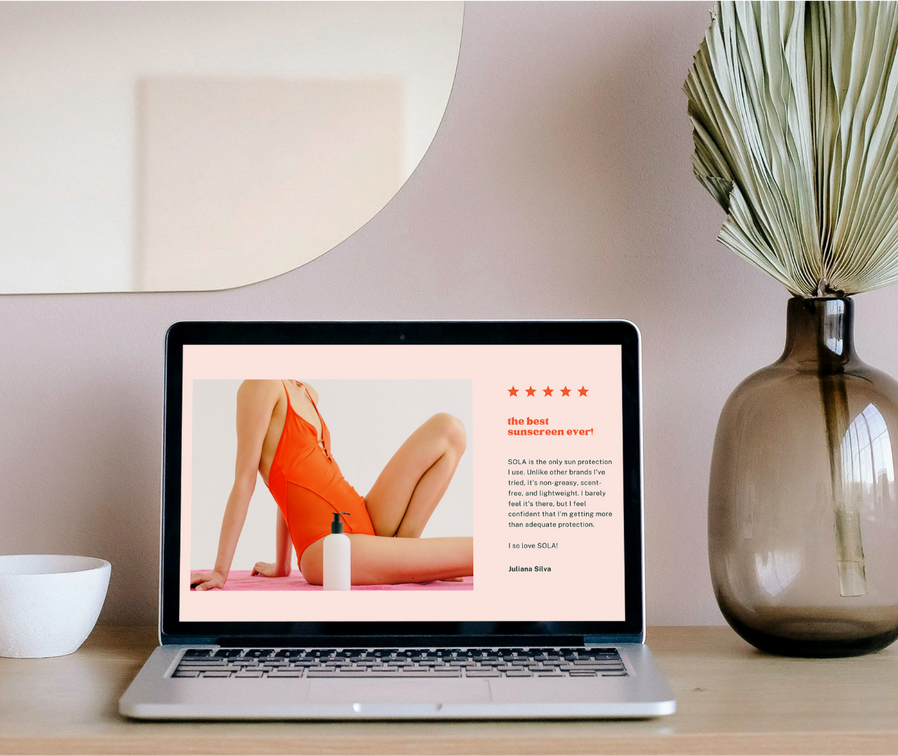 the best
sunscreen ever!
SOLA is the only sun protection
I use. Unlike other brands I've
tried, it's non-greasy, scent-
free, and lightweight. I barely
feel it's there, but I feel
confident that I'm getting more
than adequate protection.
I so love SOLA!
Juliana Silva